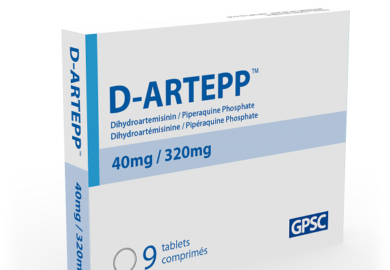 D-ARTEPP™
Dihydroartemisinin / Piperaquine Phosphate
Dihydroartémisinine / Pipéraquine Phosphate
40mg / 320mg
9 tablets
comprimés
GPSC
D-ARTEPP™
40mg / 320mg